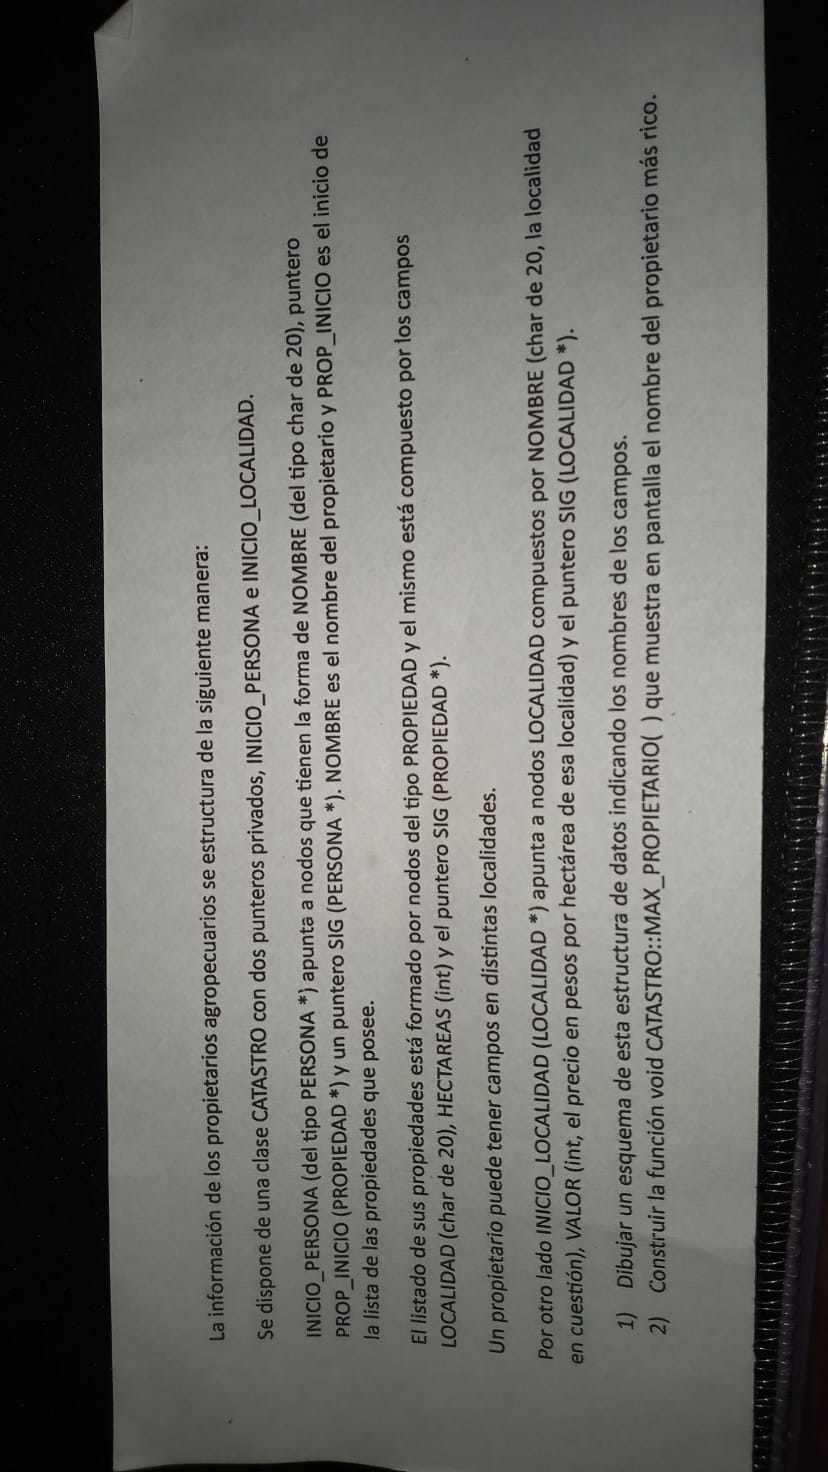 La información de los propietarios agropecuarios se estructura de la siguiente manera:
Se dispone de una clase CATASTRO con dos punteros privados, INICIO_PERSONA e INICIO_LOCALIDAD.
INICIO_PERSONA (del tipo PERSONA *) apunta a nodos que tienen la forma de NOMBRE (del tipo char de 20), puntero
PROP_INICIO (PROPIEDAD *) y un puntero SIG (PERSONA *). NOMBRE es el nombre del propietario y PROP_INICIO es el inicio de
la lista de las propiedades que posee.
El listado de sus propiedades está formado por nodos del tipo PROPIEDAD y el mismo está compuesto por los campos
LOCALIDAD (char de 20), HECTAREAS (int) y el puntero SIG (PROPIEDAD *).
Un propietario puede tener campos en distintas localidades.
Por otro lado INICIO_LOCALIDAD (LOCALIDAD *) apunta a nodos LOCALIDAD compuestos por NOMBRE (char de 20, la localidad
en cuestión), VALOR (int, el precio en pesos por hectárea de esa localidad) y el puntero SIG (LOCALIDAD *).
1) Dibujar un esquema de esta estructura de datos indicando los nombres de los campos.
2) Construir la función void CATASTRO::MAX_PROPIETARIO( ) que muestra en pantalla el nombre del propietario más rico.